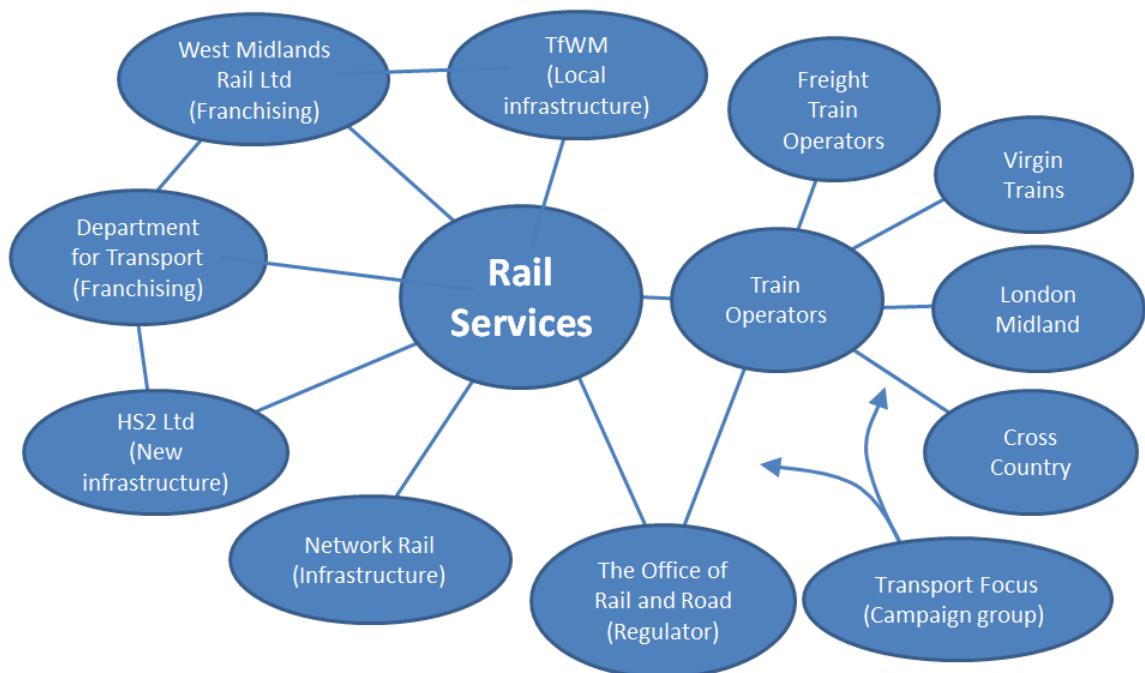 West Midlands
Rail Ltd
(Franchising)
TfWM
(Local
infrastructure)
Freight
Train
Operators
Virgin
Trains
Department
for Transport
(Franchising)
Rail
Services
Train
Operators
London
Midland
HS2 Ltd
(New
infrastructure)
Cross
Country
Network Rail
(Infrastructure)
The Office of
Rail and Road
(Regulator)
Transport Focus
(Campaign group)